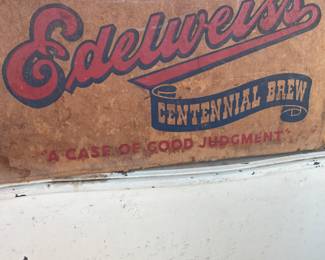 Edelweiss
CENTENNIAL BREW
"A CASE OF GOOD JUDGMENT"